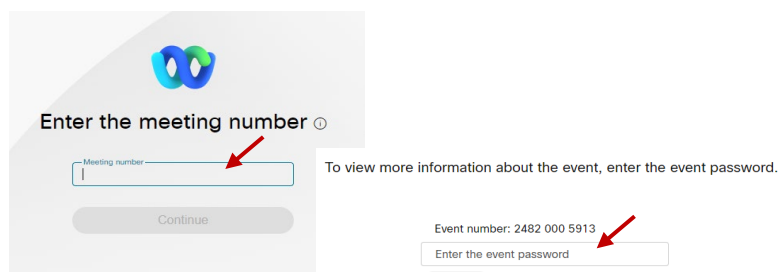 Enter the meeting number
Meeting number
Continue
To view more information about the event, enter the event password.
Event number: 2482 000 5913
Enter the event password